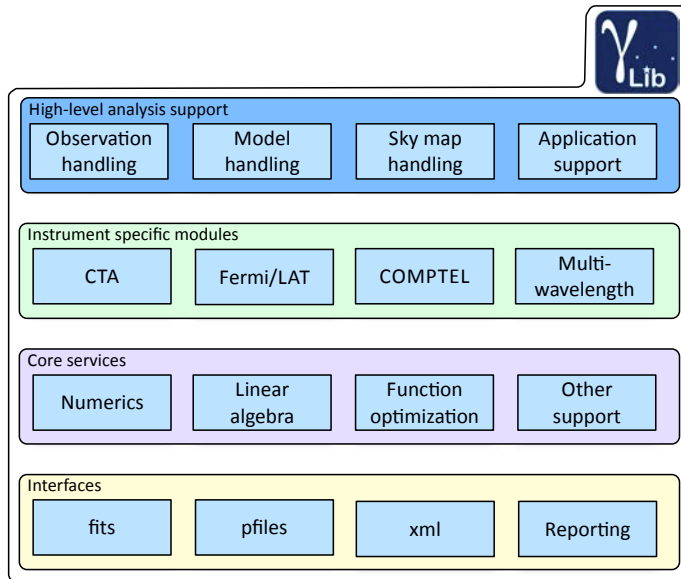 γ
Lib
High-level analysis support
Observation
handling
Model
handling
Sky map
handling
Application
support
Instrument specific modules
CTA
Fermi/LAT
COMPTEL
Multi-
wavelength
Core services
Numerics
Linear
algebra
Function
optimization
Other
support
Interfaces
fits
pfiles
xml
Reporting